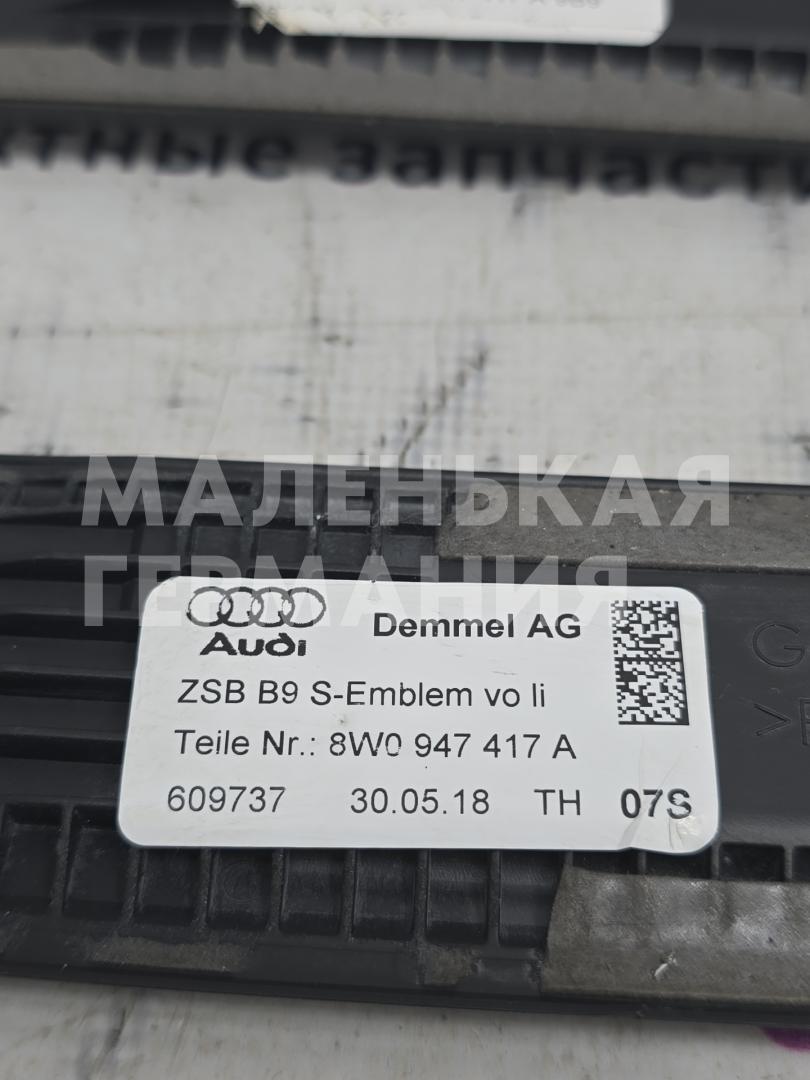 запчасти
МАЛЕНЬКАЯ
ГЕРМАНИЯ
Audi
Demmel AG
ZSB B9 S-Emblem vo li
Teile Nr.: 8W0 947 417 A
609737 30.05.18 TH 07S